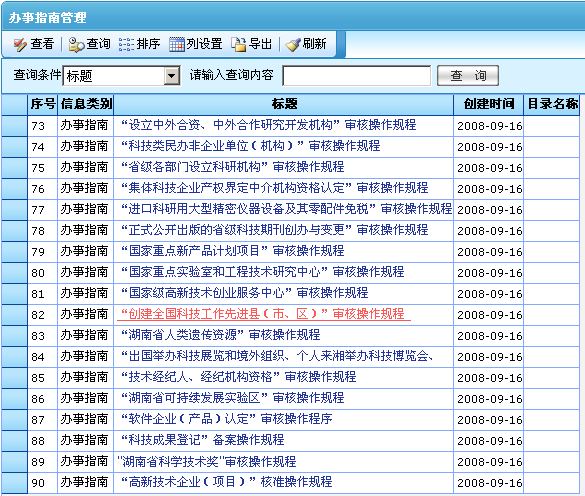 办事指南管理
查看 查询 排序 列设置 导出 刷新
查询条件 标题 请输入查询内容 查 询
序号 信息类别 标题 创建时间 目录名称
73 办事指南 “设立中外合资、中外合作研究开发机构”审核操作规程 2008-09-16
74 办事指南 “科技类民办非企业单位（机构）”审核操作规程 2008-09-16
75 办事指南 “省级各部门设立科研机构”审核操作规程 2008-09-16
76 办事指南 “集体科技企业产权界定中介机构资格认定”审核操作规程 2008-09-16
77 办事指南 “进口科研用大型精密仪器设备及其零配件免税”审核操作规程 2008-09-16
78 办事指南 “正式公开出版的省级科技期刊创办与变更”审核操作规程 2008-09-16
79 办事指南 “国家重点新产品计划项目”审核操作规程 2008-09-16
80 办事指南 “国家重点实验室和工程技术研究中心”审核操作规程 2008-09-16
81 办事指南 “国家级高新技术创业服务中心”审核操作规程 2008-09-16
82 办事指南 “创建全国科技工作先进县（市、区）”审核操作规程 2008-09-16
83 办事指南 “湖南省人类遗传资源”审核操作规程 2008-09-16
84 办事指南 “出国举办科技展览和境外组织、个人来湘举办科技博览会、 2008-09-16
85 办事指南 “技术经纪人、经纪机构资格”审核操作规程 2008-09-16
86 办事指南 “湖南省可持续发展实验区”审核操作规程 2008-09-16
87 办事指南 “软件企业（产品）认定”审核操作程序 2008-09-16
88 办事指南 “科技成果登记”备案操作规程 2008-09-16
89 办事指南 "湖南省科学技术奖"审核操作规程 2008-09-16
90 办事指南 “高新技术企业（项目）”核准操作规程 2008-09-16